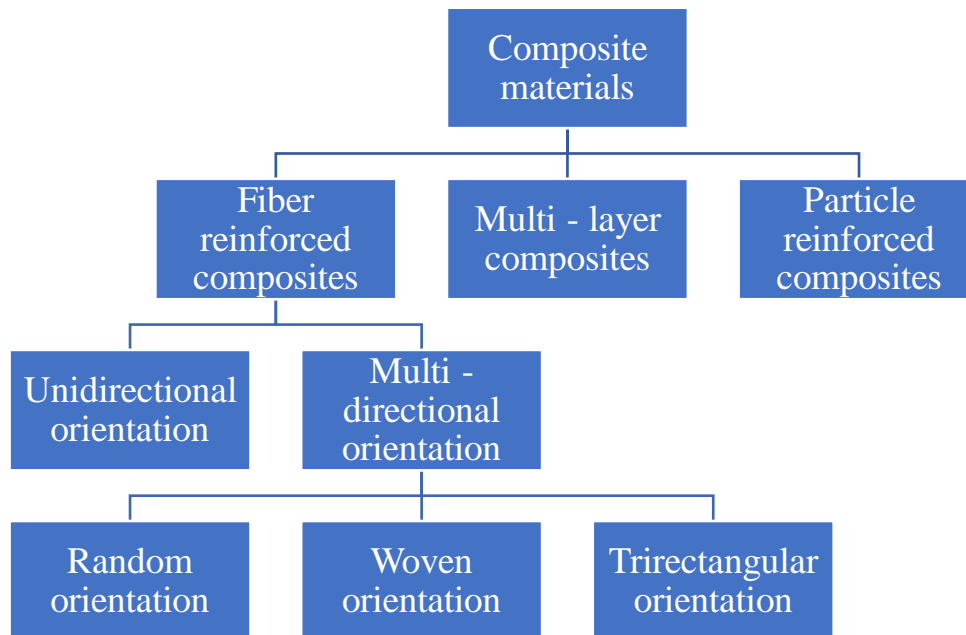 Composite
materials
Fiber
reinforced
composites
Multi - layer
composites
Particle
reinforced
composites
Unidirectional
orientation
Multi -
directional
orientation
Random
orientation
Woven
orientation
Trirectangular
orientation